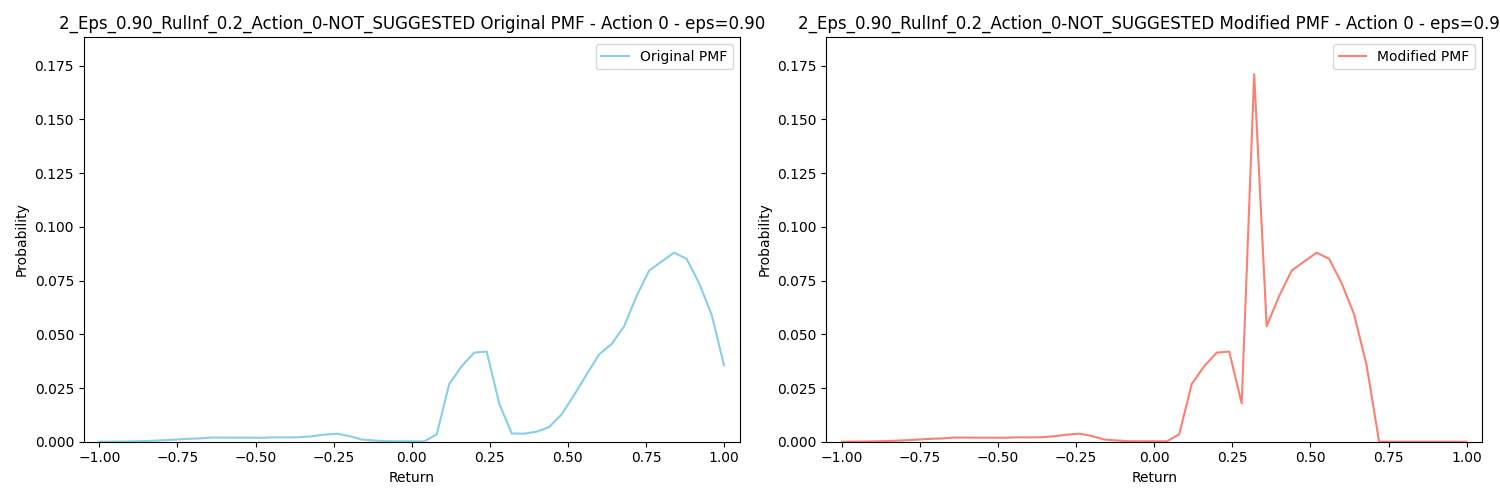 2_Eps_0.90_RulInf_0.2_Action_0-NOT_SUGGESTED Original PMF - Action 0 - eps=0.90
Original PMF
0.175
0.150
0.125
0.100
0.075
0.050
0.025
0.000
Probability
−1.00 −0.75 −0.50 −0.25 0.00 0.25 0.50 0.75 1.00
Return
2_Eps_0.90_RulInf_0.2_Action_0-NOT_SUGGESTED Modified PMF - Action 0 - eps=0.9
Modified PMF
0.175
0.150
0.125
0.100
0.075
0.050
0.025
0.000
Probability
−1.00 −0.75 −0.50 −0.25 0.00 0.25 0.50 0.75 1.00
Return